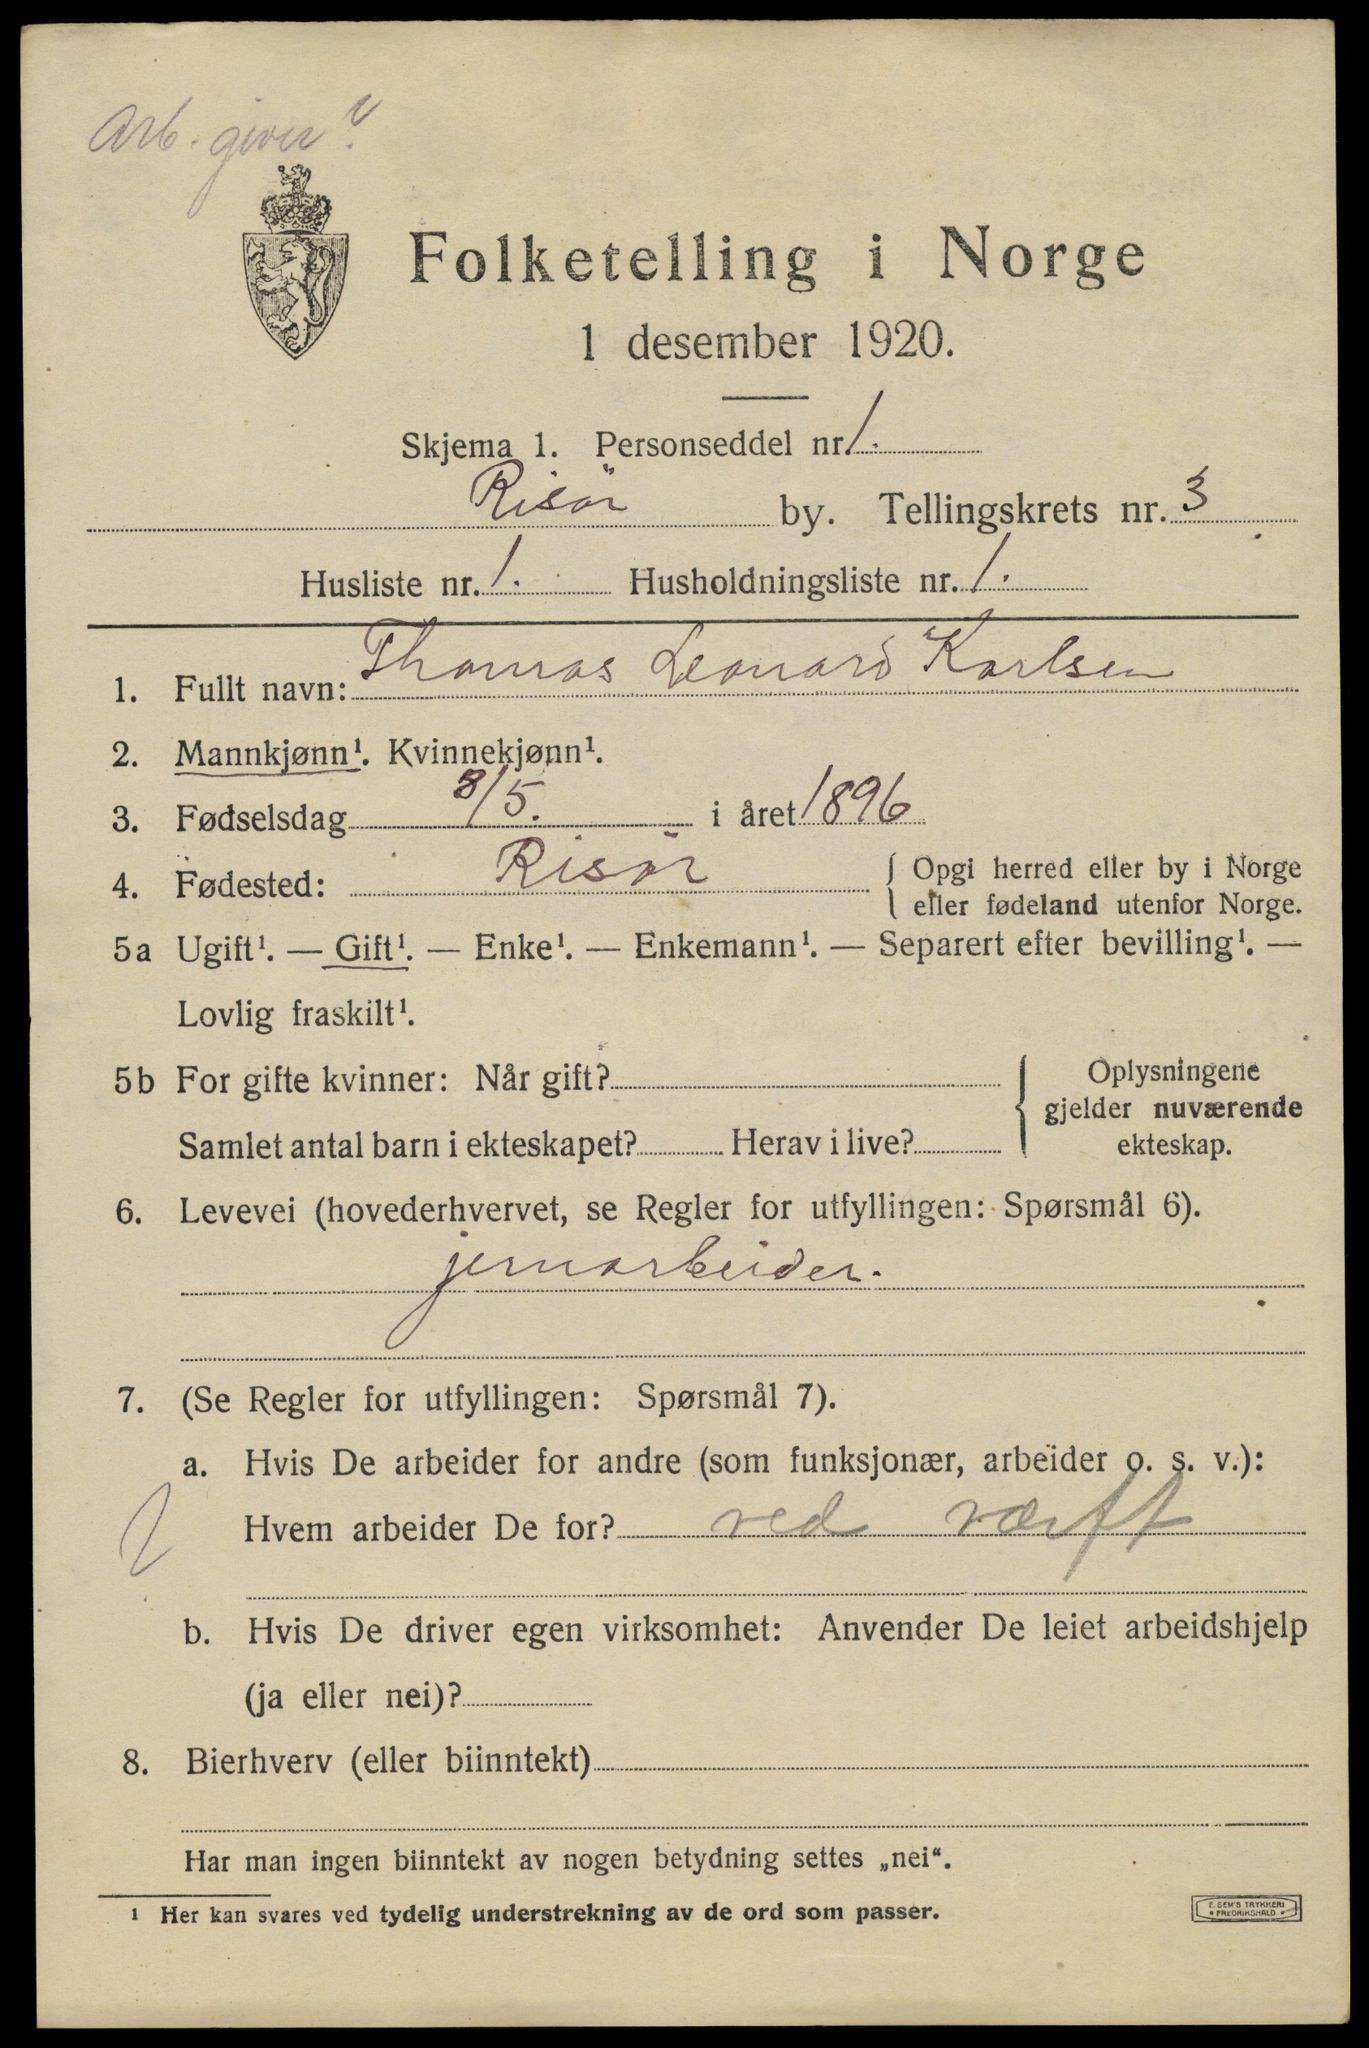 Arb. giver?
Folketelling i Norge
1 desember 1920.
Skjema 1. Personseddel nr. 1.
Risör by. Tellingskrets nr. 3
Husliste nr. 1. Husholdningsliste nr. 1.
1. Fullt navn: Thomas Leonard Karlsen
2. Mannkjønn¹. Kvinnekjønn¹.
3. Fødselsdag 8/5. i året 1896
4. Fødested: Risör { Opgi herred eller by i Norge
eller fødeland utenfor Norge.
5a Ugift¹. — Gift¹. — Enke¹. — Enkemann¹. — Separert efter bevilling¹. —
Lovlig fraskilt¹.
5b For gifte kvinner: Når gift? { Oplysningene
gjelder nuværende
Samlet antal barn i ekteskapet? Herav i live? ekteskap.
6. Levevei (hovederhvervet, se Regler for utfyllingen: Spørsmål 6).
jernarbeider.
7. (Se Regler for utfyllingen: Spørsmål 7).
a. Hvis De arbeider for andre (som funksjonær, arbeider o. s. v.):
Hvem arbeider De for? ved værft
b. Hvis De driver egen virksomhet: Anvender De leiet arbeidshjelp
(ja eller nei)?
8. Bierhverv (eller biinntekt)
Har man ingen biinntekt av nogen betydning settes „nei“.
¹ Her kan svares ved tydelig understrekning av de ord som passer.
E. SEM'S TRYKKERI
• FREDRIKSHALD •